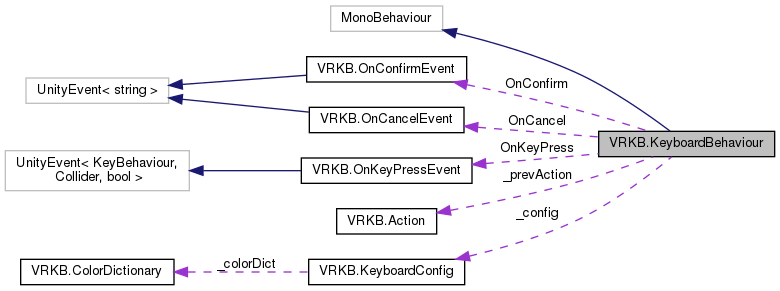 MonoBehaviour
VRKB.OnConfirmEvent
OnConfirm
UnityEvent< string >
OnCancel
VRKB.OnCancelEvent
VRKB.KeyboardBehaviour
OnKeyPress
UnityEvent< KeyBehaviour,
Collider, bool >
VRKB.OnKeyPressEvent
_prevAction
VRKB.Action
_config
_colorDict
VRKB.ColorDictionary
VRKB.KeyboardConfig